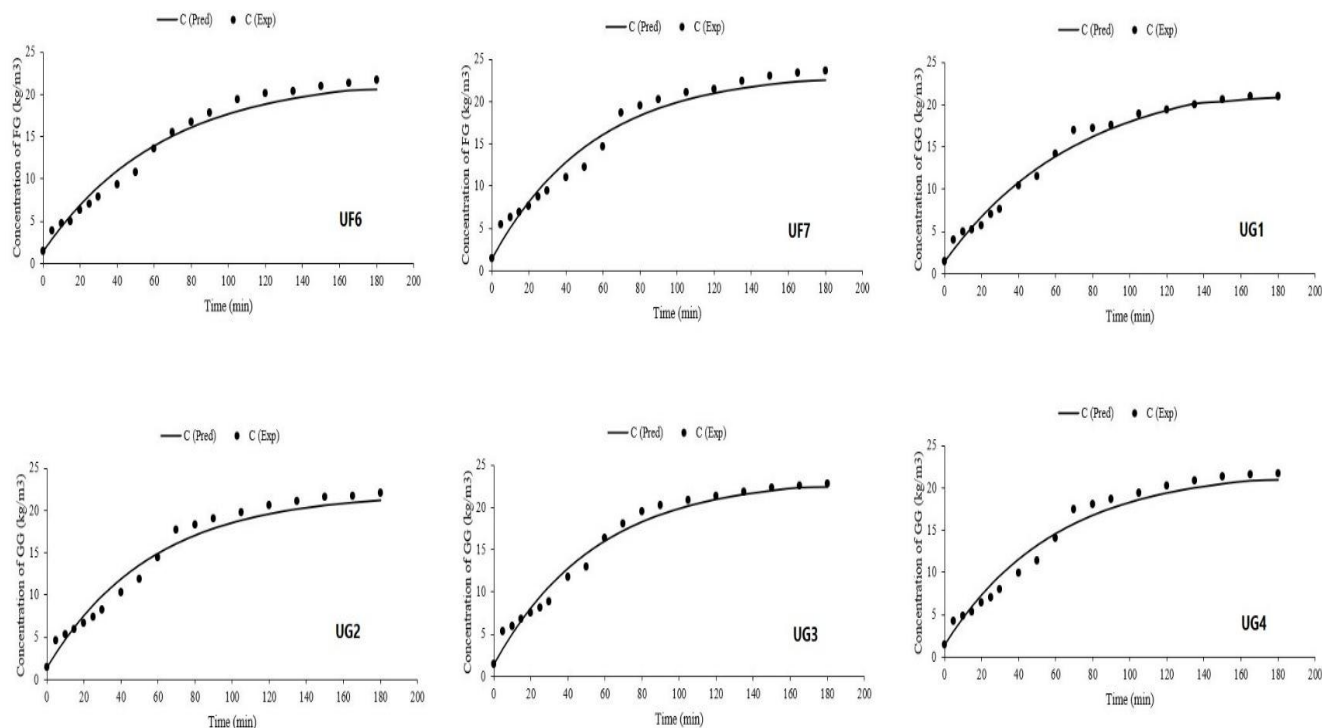 C (Pred) C (Exp)
Concentration of FG (kg/m3)
25
20
15
10
5
0
UF6
0 20 40 60 80 100 120 140 160 180 200
Time (min)
C (Pred) C (Exp)
Concentration of FG (kg/m3)
25
20
15
10
5
0
UF7
0 20 40 60 80 100 120 140 160 180 200
Time (min)
C (Pred) C (Exp)
Concentration of GG (kg/m3)
25
20
15
10
5
0
UG1
0 20 40 60 80 100 120 140 160 180 200
Time (min)
C (Pred) C (Exp)
Concentration of GG (kg/m3)
25
20
15
10
5
0
UG2
0 20 40 60 80 100 120 140 160 180 200
Time (min)
C (Pred) C (Exp)
Concentration of GG (kg/m3)
25
20
15
10
5
0
UG3
0 20 40 60 80 100 120 140 160 180 200
Time (min)
C (Pred) C (Exp)
Concentration of GG (kg/m3)
25
20
15
10
5
0
UG4
0 20 40 60 80 100 120 140 160 180 200
Time (min)